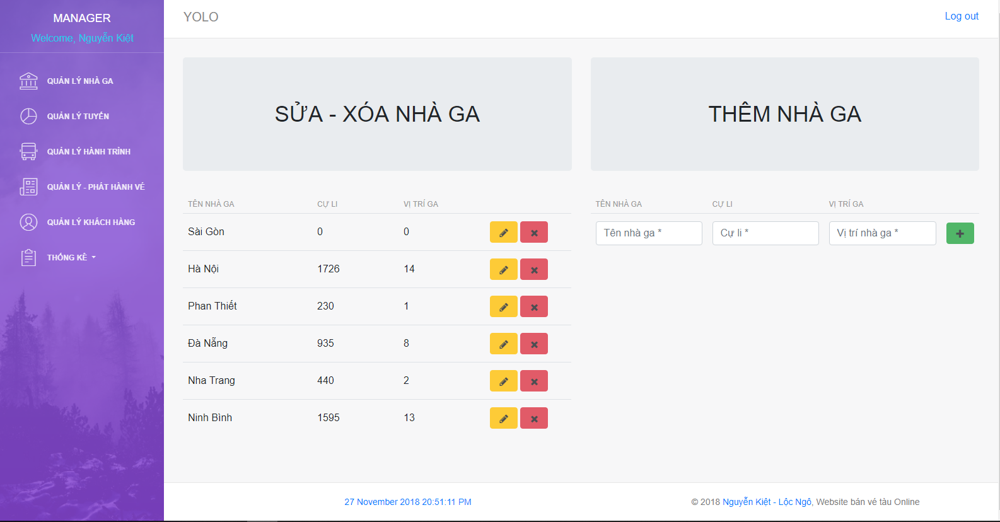 MANAGER
Welcome, Nguyễn Kiệt
QUẢN LÝ NHÀ GA
QUẢN LÝ TUYẾN
QUẢN LÝ HÀNH TRÌNH
QUẢN LÝ - PHÁT HÀNH VÉ
QUẢN LÝ KHÁCH HÀNG
THỐNG KÊ
YOLO
Log out
SỬA - XÓA NHÀ GA
TÊN NHÀ GA CỰ LI VỊ TRÍ GA
Sài Gòn 0 0
Hà Nội 1726 14
Phan Thiết 230 1
Đà Nẵng 935 8
Nha Trang 440 2
Ninh Bình 1595 13
THÊM NHÀ GA
TÊN NHÀ GA CỰ LI VỊ TRÍ GA
Tên nhà ga * Cự li * Vị trí nhà ga *
27 November 2018 20:51:11 PM
© 2018 Nguyễn Kiệt - Lộc Ngô, Website bán vé tàu Online